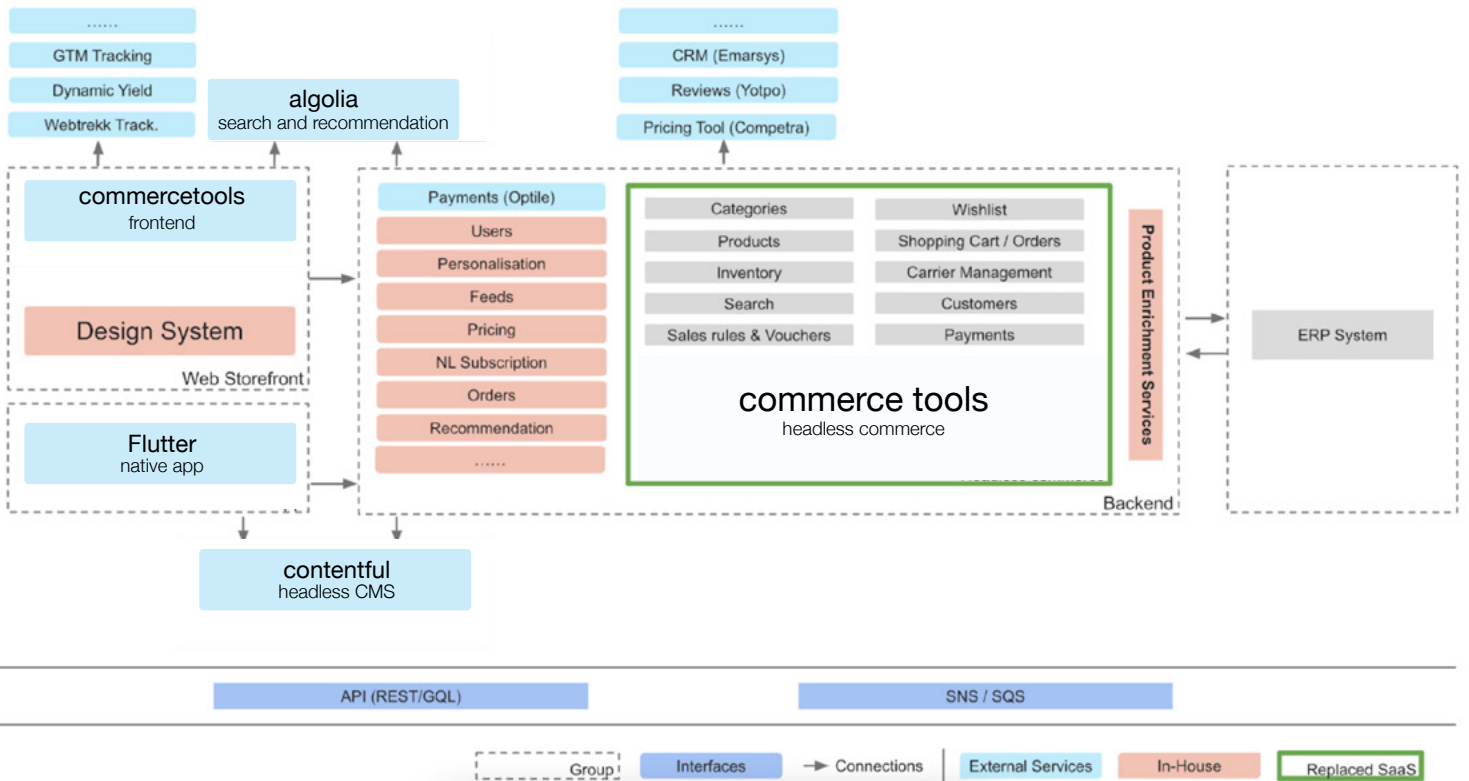 ......
GTM Tracking
Dynamic Yield
Webtrekk Track.
algolia
search and recommendation
......
CRM (Emarsys)
Reviews (Yotpo)
Pricing Tool (Competra)
commercetools
frontend
Design System
Web Storefront
Flutter
native app
Payments (Optile)
Users
Personalisation
Feeds
Pricing
NL Subscription
Orders
Recommendation
......
Categories
Products
Inventory
Search
Sales rules & Vouchers
Wishlist
Shopping Cart / Orders
Carrier Management
Customers
Payments
commerce tools
headless commerce
Product Enrichment Services
Backend
ERP System
contentful
headless CMS
API (REST/GQL)
SNS / SQS
Group
Interfaces
Connections
External Services
In-House
Replaced SaaS